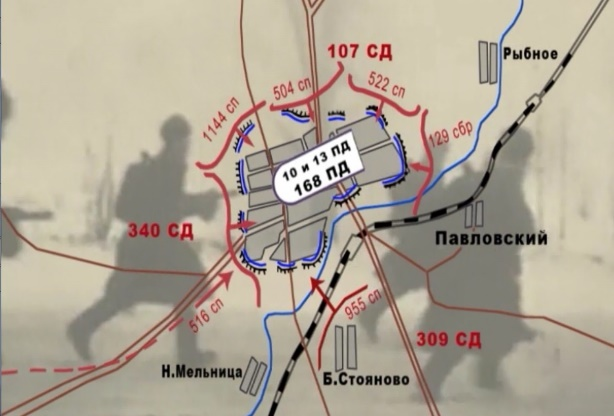 107 СД
Рыбное
504 сп
522 сп
1144 сп
129 сбр
10 и 13 ПД
168 ПД
340 СД
Павловский
516 сп
955 сп
309 СД
Н.Мельница
Б.Стояново